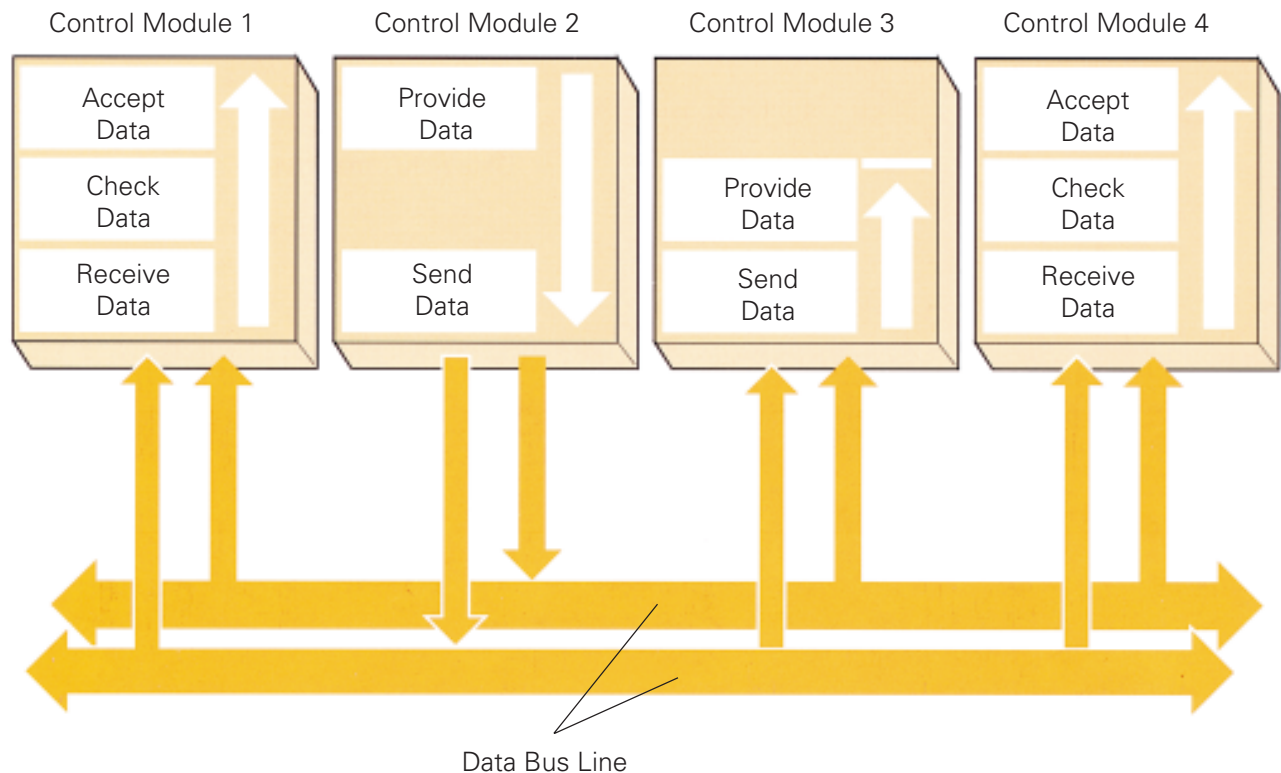 Control Module 1
Control Module 2
Control Module 3
Control Module 4
Accept
Data
Check
Data
Receive
Data
Provide
Data
Send
Data
Provide
Data
Send
Data
Accept
Data
Check
Data
Receive
Data
Data Bus Line